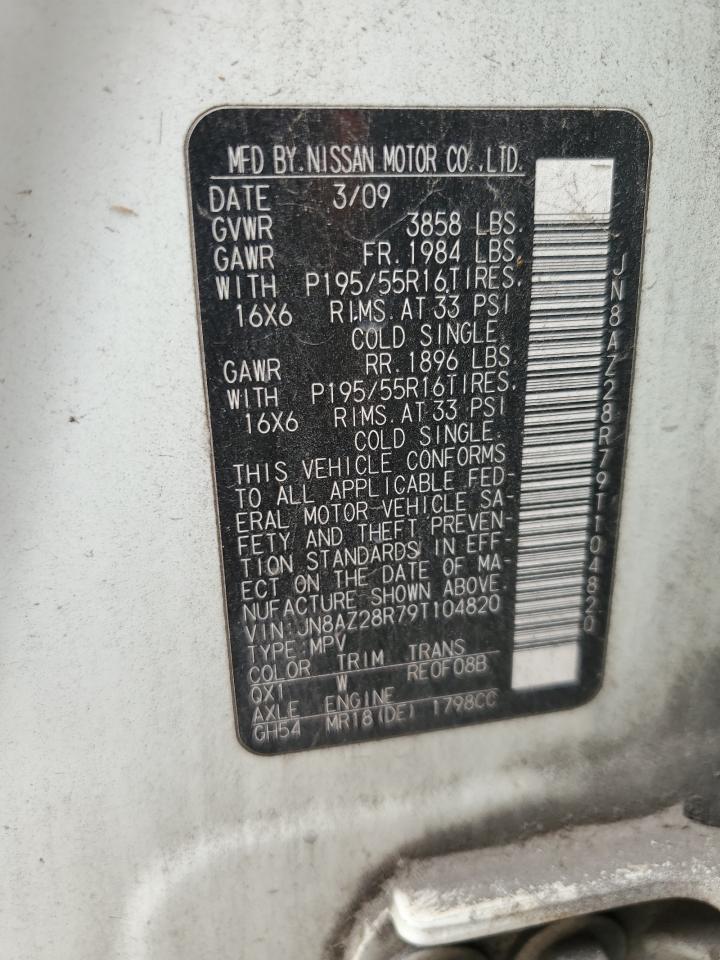 MFD BY.NISSAN MOTOR CO.,LTD.
DATE 3/09
GVWR 3858 LBS.
GAWR FR.1984 LBS.
WITH P195/55R16.TIRES.
16X6 RIMS.AT 33 PSI
COLD SINGLE.
GAWR RR.1896 LBS.
WITH P195/55R16TIRES.
16X6 RIMS.AT 33 PSI
COLD SINGLE.
THIS VEHICLE CONFORMS
TO ALL APPLICABLE FED-
ERAL MOTOR VEHICLE SA-
FETY AND THEFT PREVEN-
TION STANDARDS IN EFF-
ECT ON THE DATE OF MA-
NUFACTURE SHOWN ABOVE.
VIN:JN8AZ28R79T104820
TYPE:MPV
COLOR TRIM TRANS
QX1 W RE0F08B
AXLE ENGINE
GH54 MR18(DE) 1798CC
JN8AZ28R79T104820